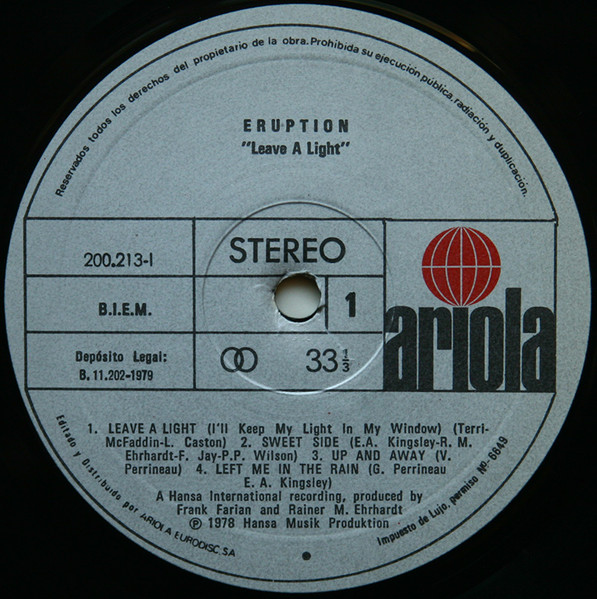 Reservados todos los derechos del propietario de la obra. Prohibida su ejecución pública, radiación y duplicación.
ERUPTION
"Leave A Light"
200.213-I
STEREO
B.I.E.M.
1
ariola
Depósito Legal:
B. 11.202-1979
33 1/3
1. LEAVE A LIGHT (I'll Keep My Light In My Window) (Terri-
McFaddin-L. Caston) 2. SWEET SIDE (E.A. Kingsley-R. M.
Ehrhardt-F. Jay-P.P. Wilson) 3. UP AND AWAY (V.
Perrineau) 4. LEFT ME IN THE RAIN (G. Perrineau
E. A. Kingsley)
A Hansa International recording, produced by
Frank Farian and Rainer M. Ehrhardt
℗ 1978 Hansa Musik Produktion
Editado y Distribuido por ARIOLA EURODISC, S.A.
Impuesto de Lujo, permiso Nº 6849